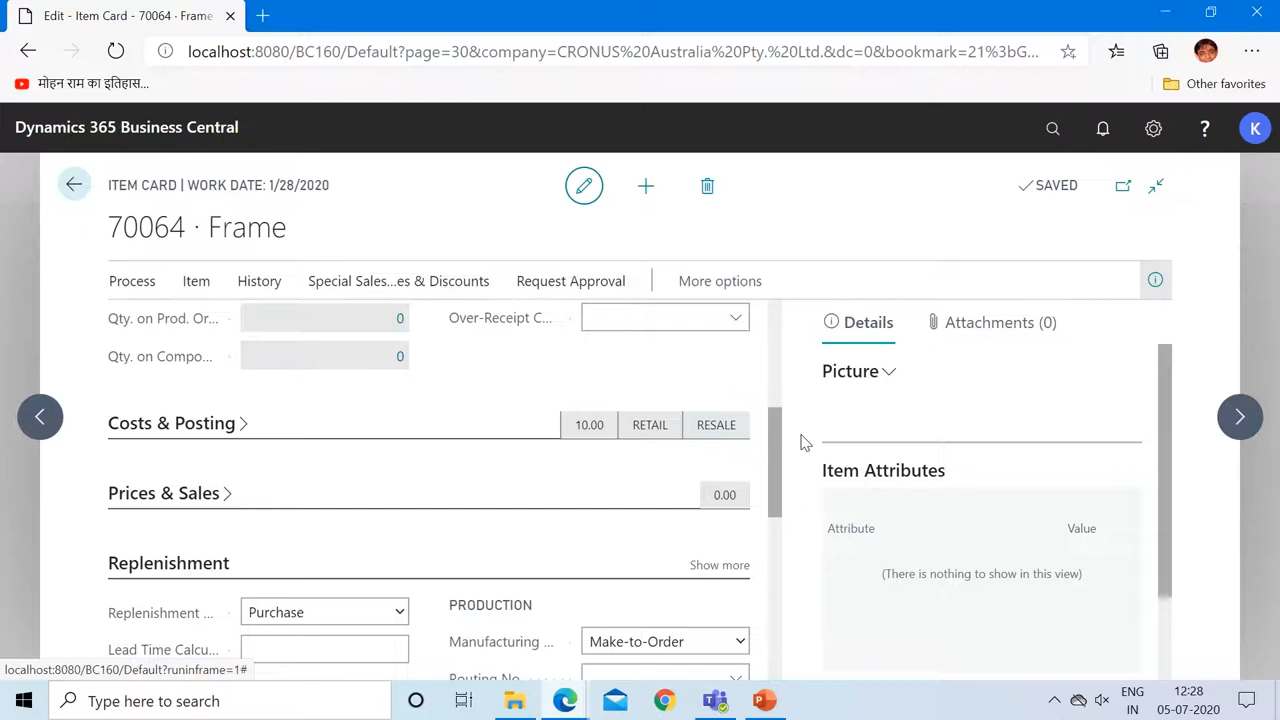 Edit - Item Card - 70064 - Frame
localhost:8080/BC160/Default?page=30&company=CRONUS%20Australia%20Pty.%20Ltd.&dc=0&bookmark=21%3bG...
मोहन राम का इतिहास...
Other favorites
Dynamics 365 Business Central
?
K
ITEM CARD | WORK DATE: 1/28/2020
SAVED
70064 · Frame
Process
Item
History
Special Sales...es & Discounts
Request Approval
More options
Qty. on Prod. Or...
0
Over-Receipt C...
Details
Attachments (0)
Qty. on Compo...
0
Picture
Costs & Posting
10.00
RETAIL
RESALE
Item Attributes
Prices & Sales
0.00
Attribute
Value
(There is nothing to show in this view)
Replenishment
Show more
Replenishment ...
Purchase
PRODUCTION
Lead Time Calcu...
Manufacturing ...
Make-to-Order
Routing No.
localhost:8080/BC160/Default?runinframe=1#
Type here to search
ENG
IN
12:28
05-07-2020